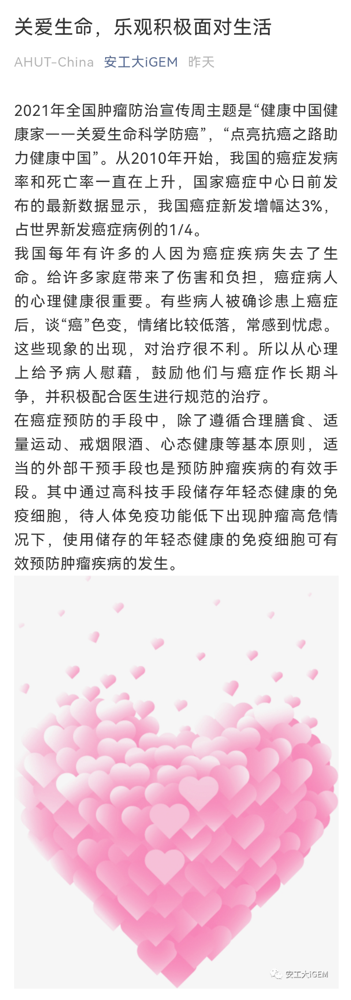 关爱生命，乐观积极面对生活
AHUT-China 安工大iGEM 昨天
2021年全国肿瘤防治宣传周主题是“健康中国健
康家一一关爱生命科学防癌”，“点亮抗癌之路助
力健康中国”。从2010年开始，我国的癌症发病
率和死亡率一直在上升，国家癌症中心日前发
布的最新数据显示，我国癌症新发增幅达3%，
占世界新发癌症病例的1/4。
我国每年有许多的人因为癌症疾病失去了生
命。给许多家庭带来了伤害和负担，癌症病人
的心理健康很重要。有些病人被确诊患上癌症
后，谈“癌”色变，情绪比较低落，常感到忧虑。
这些现象的出现，对治疗很不利。所以从心理
上给予病人慰藉，鼓励他们与癌症作长期斗
争，并积极配合医生进行规范的治疗。
在癌症预防的手段中，除了遵循合理膳食、适
量运动、戒烟限酒、心态健康等基本原则，适
当的外部干预手段也是预防肿瘤疾病的有效手
段。其中通过高科技手段储存年轻态健康的免
疫细胞，待人体免疫功能低下出现肿瘤高危情
况下，使用储存的年轻态健康的免疫细胞可有
效预防肿瘤疾病的发生。
安工大iGEM